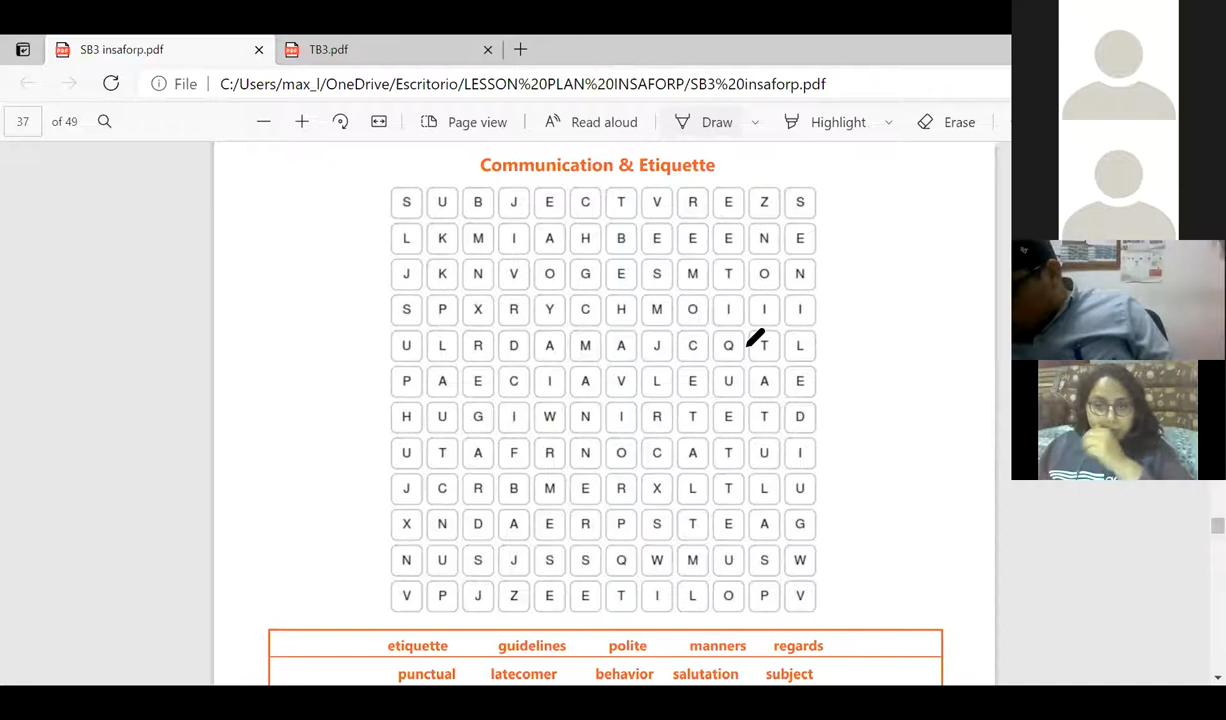 SB3 insaforp.pdf TB3.pdf
File C:/Users/max_l/OneDrive/Escritorio/LESSON%20PLAN%20INSAFORP/SB3%20insaforp.pdf
37 of 49 Page view Read aloud Draw Highlight Erase
Communication & Etiquette
S U B J E C T V R E Z S
L K M I A H B E E E N E
J K N V O G E S M T O N
S P X R Y C H M O I I I
U L R D A M A J C Q T L
P A E C I A V L E U A E
H U G I W N I R T E T D
U T A F R N O C A T U I
J C R B M E R X L T L U
X N D A E R P S T E A G
N U S J S S Q W M U S W
V P J Z E E T I L O P V
etiquette guidelines polite manners regards
punctual latecomer behavior salutation subject